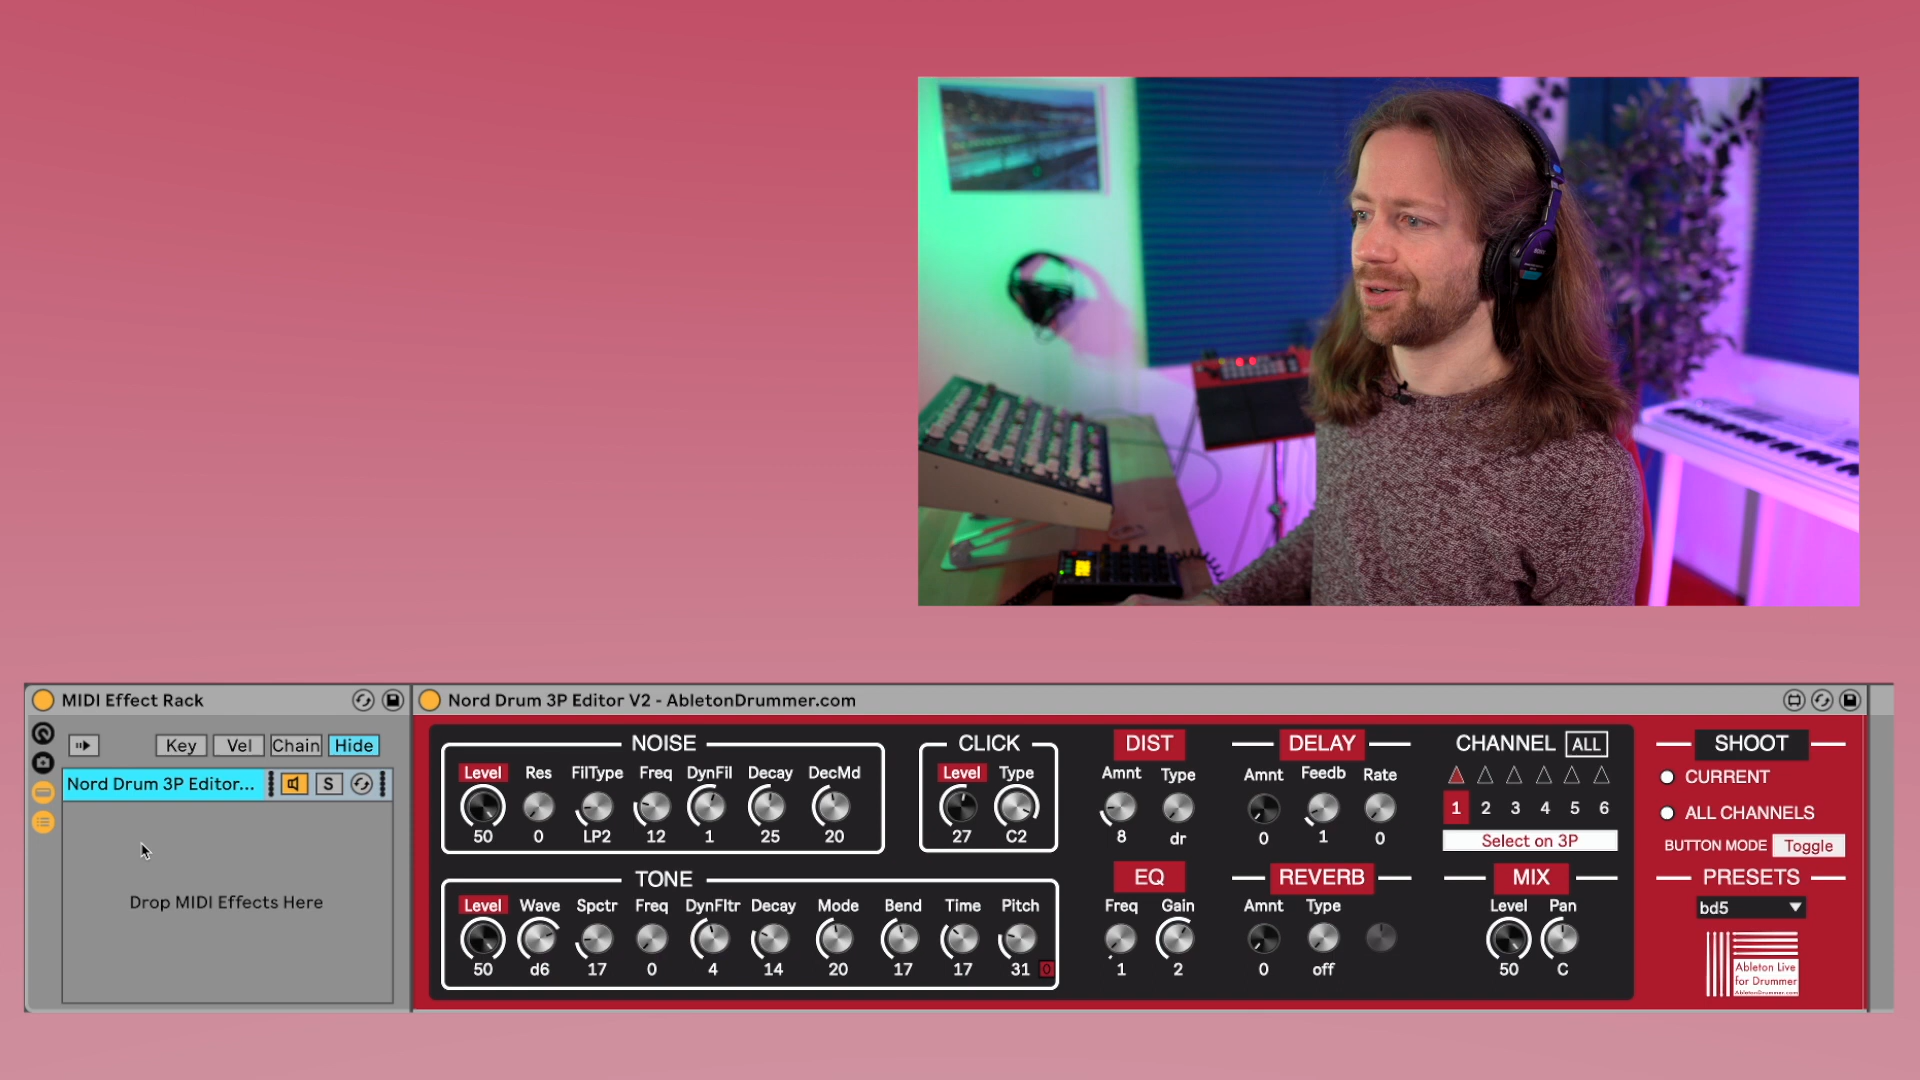 MIDI Effect Rack
Key Vel Chain Hide
Nord Drum 3P Editor... S
Drop MIDI Effects Here
Nord Drum 3P Editor V2 - AbletonDrummer.com
NOISE
Level Res FilType Freq DynFil Decay DecMd
50 0 LP2 12 1 25 20
CLICK
Level Type
27 C2
TONE
Level Wave Spctr Freq DynFltr Decay Mode Bend Time Pitch
50 d6 17 0 4 14 20 17 17 31 0
DIST
Amnt Type
8 dr
EQ
Freq Gain
1 2
DELAY
Amnt Feedb Rate
0 1 0
REVERB
Amnt Type
0 off
CHANNEL ALL
1 2 3 4 5 6
Select on 3P
MIX
Level Pan
50 C
SHOOT
CURRENT
ALL CHANNELS
BUTTON MODE Toggle
PRESETS
bd5
Ableton Live
for Drummer
AbletonDrummer.com